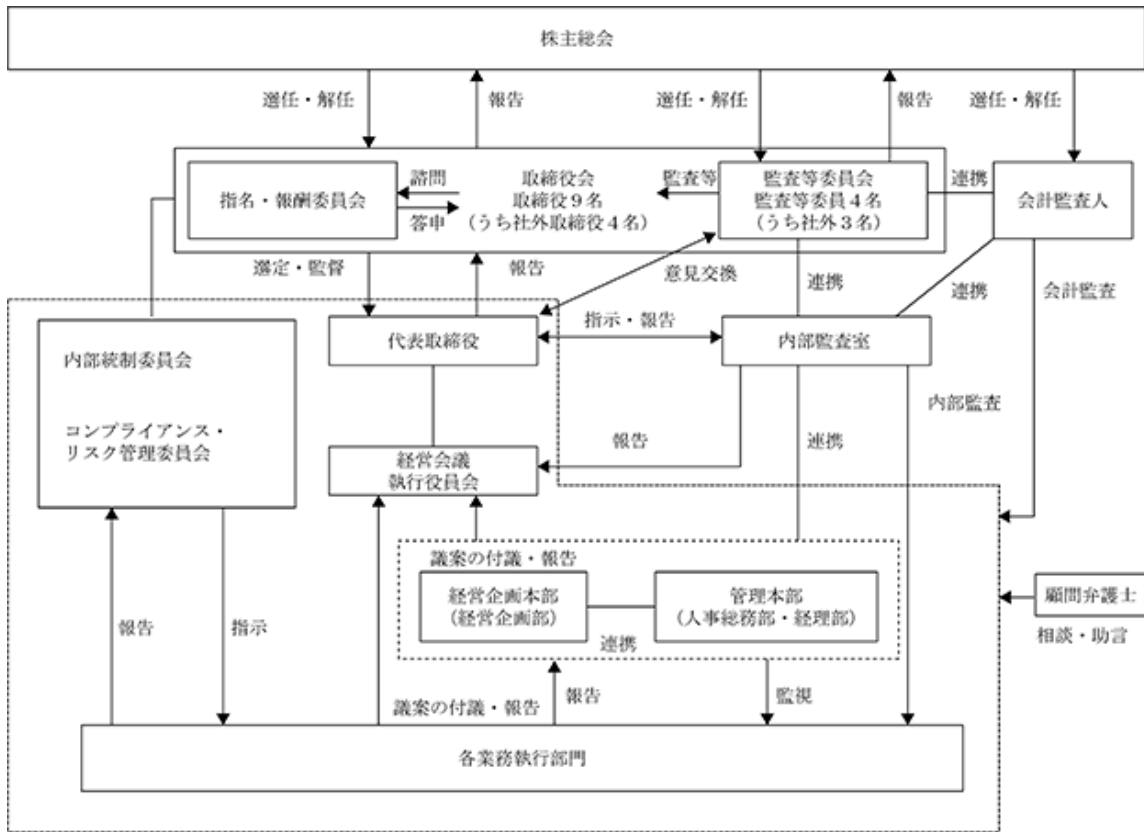 株主総会
選任・解任
報告
選任・解任
報告
選任・解任
指名・報酬委員会
諮問
答申
取締役会
取締役9名
(うち社外取締役4名)
監査等
監査等委員会
監査等委員4名
(うち社外3名)
連携
会計監査人
選定・監督
報告
意見交換
連携
連携
会計監査
内部統制委員会
コンプライアンス・
リスク管理委員会
代表取締役
指示・報告
内部監査室
内部監査
経営会議
執行役員会
報告
連携
議案の付議・報告
経営企画本部
(経営企画部)
管理本部
(人事総務部・経理部)
連携
顧問弁護士
相談・助言
報告
指示
議案の付議・報告
報告
監視
各業務執行部門